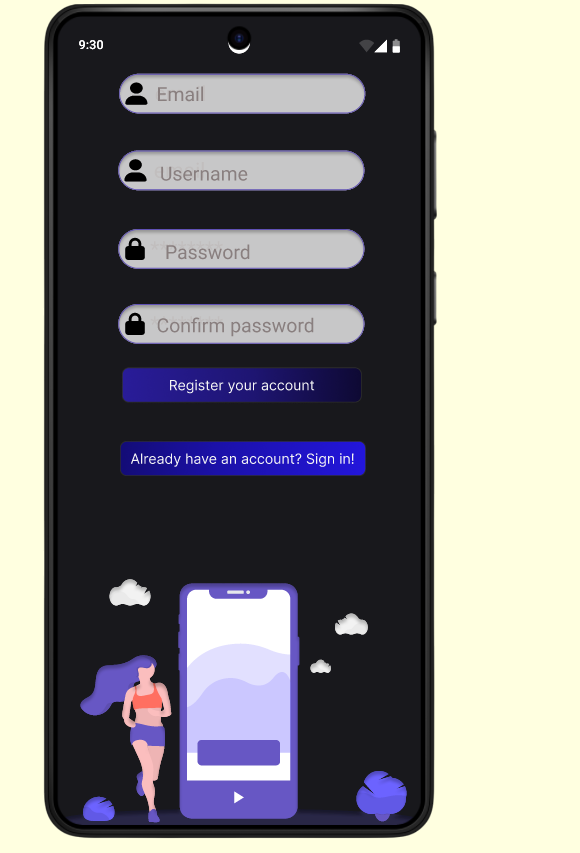 9:30
Email
Username
Password
Confirm password
Register your account
Already have an account? Sign in!